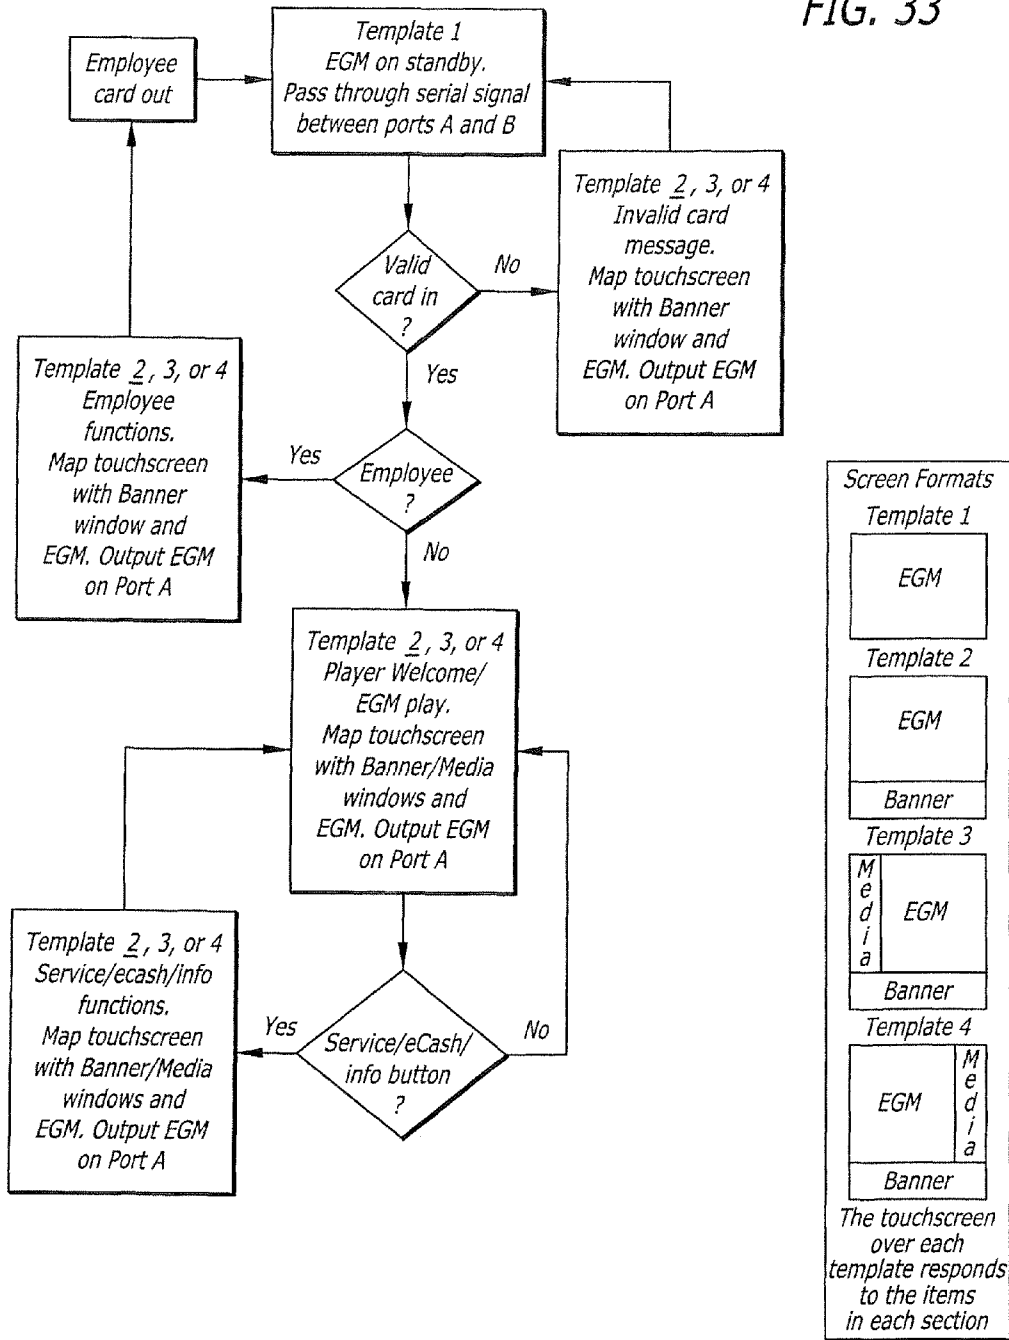 FIG. 33
Employee
card out
Template 1
EGM on standby.
Pass through serial signal
between ports A and B
Template 2, 3, or 4
Invalid card
message.
Map touchscreen
with Banner
window and
EGM. Output EGM
on Port A
Valid
card in
?
No
Yes
Template 2, 3, or 4
Employee
functions.
Map touchscreen
with Banner
window and
EGM. Output EGM
on Port A
Yes
Employee
?
No
Template 2, 3, or 4
Player Welcome/
EGM play.
Map touchscreen
with Banner/Media
windows and
EGM. Output EGM
on Port A
Template 2, 3, or 4
Service/ecash/info
functions.
Map touchscreen
with Banner/Media
windows and
EGM. Output EGM
on Port A
Yes
Service/eCash/
info button
?
No
Screen Formats
Template 1
EGM
Template 2
EGM
Banner
Template 3
Media
EGM
Banner
Template 4
EGM
Media
Banner
The touchscreen
over each
template responds
to the items
in each section